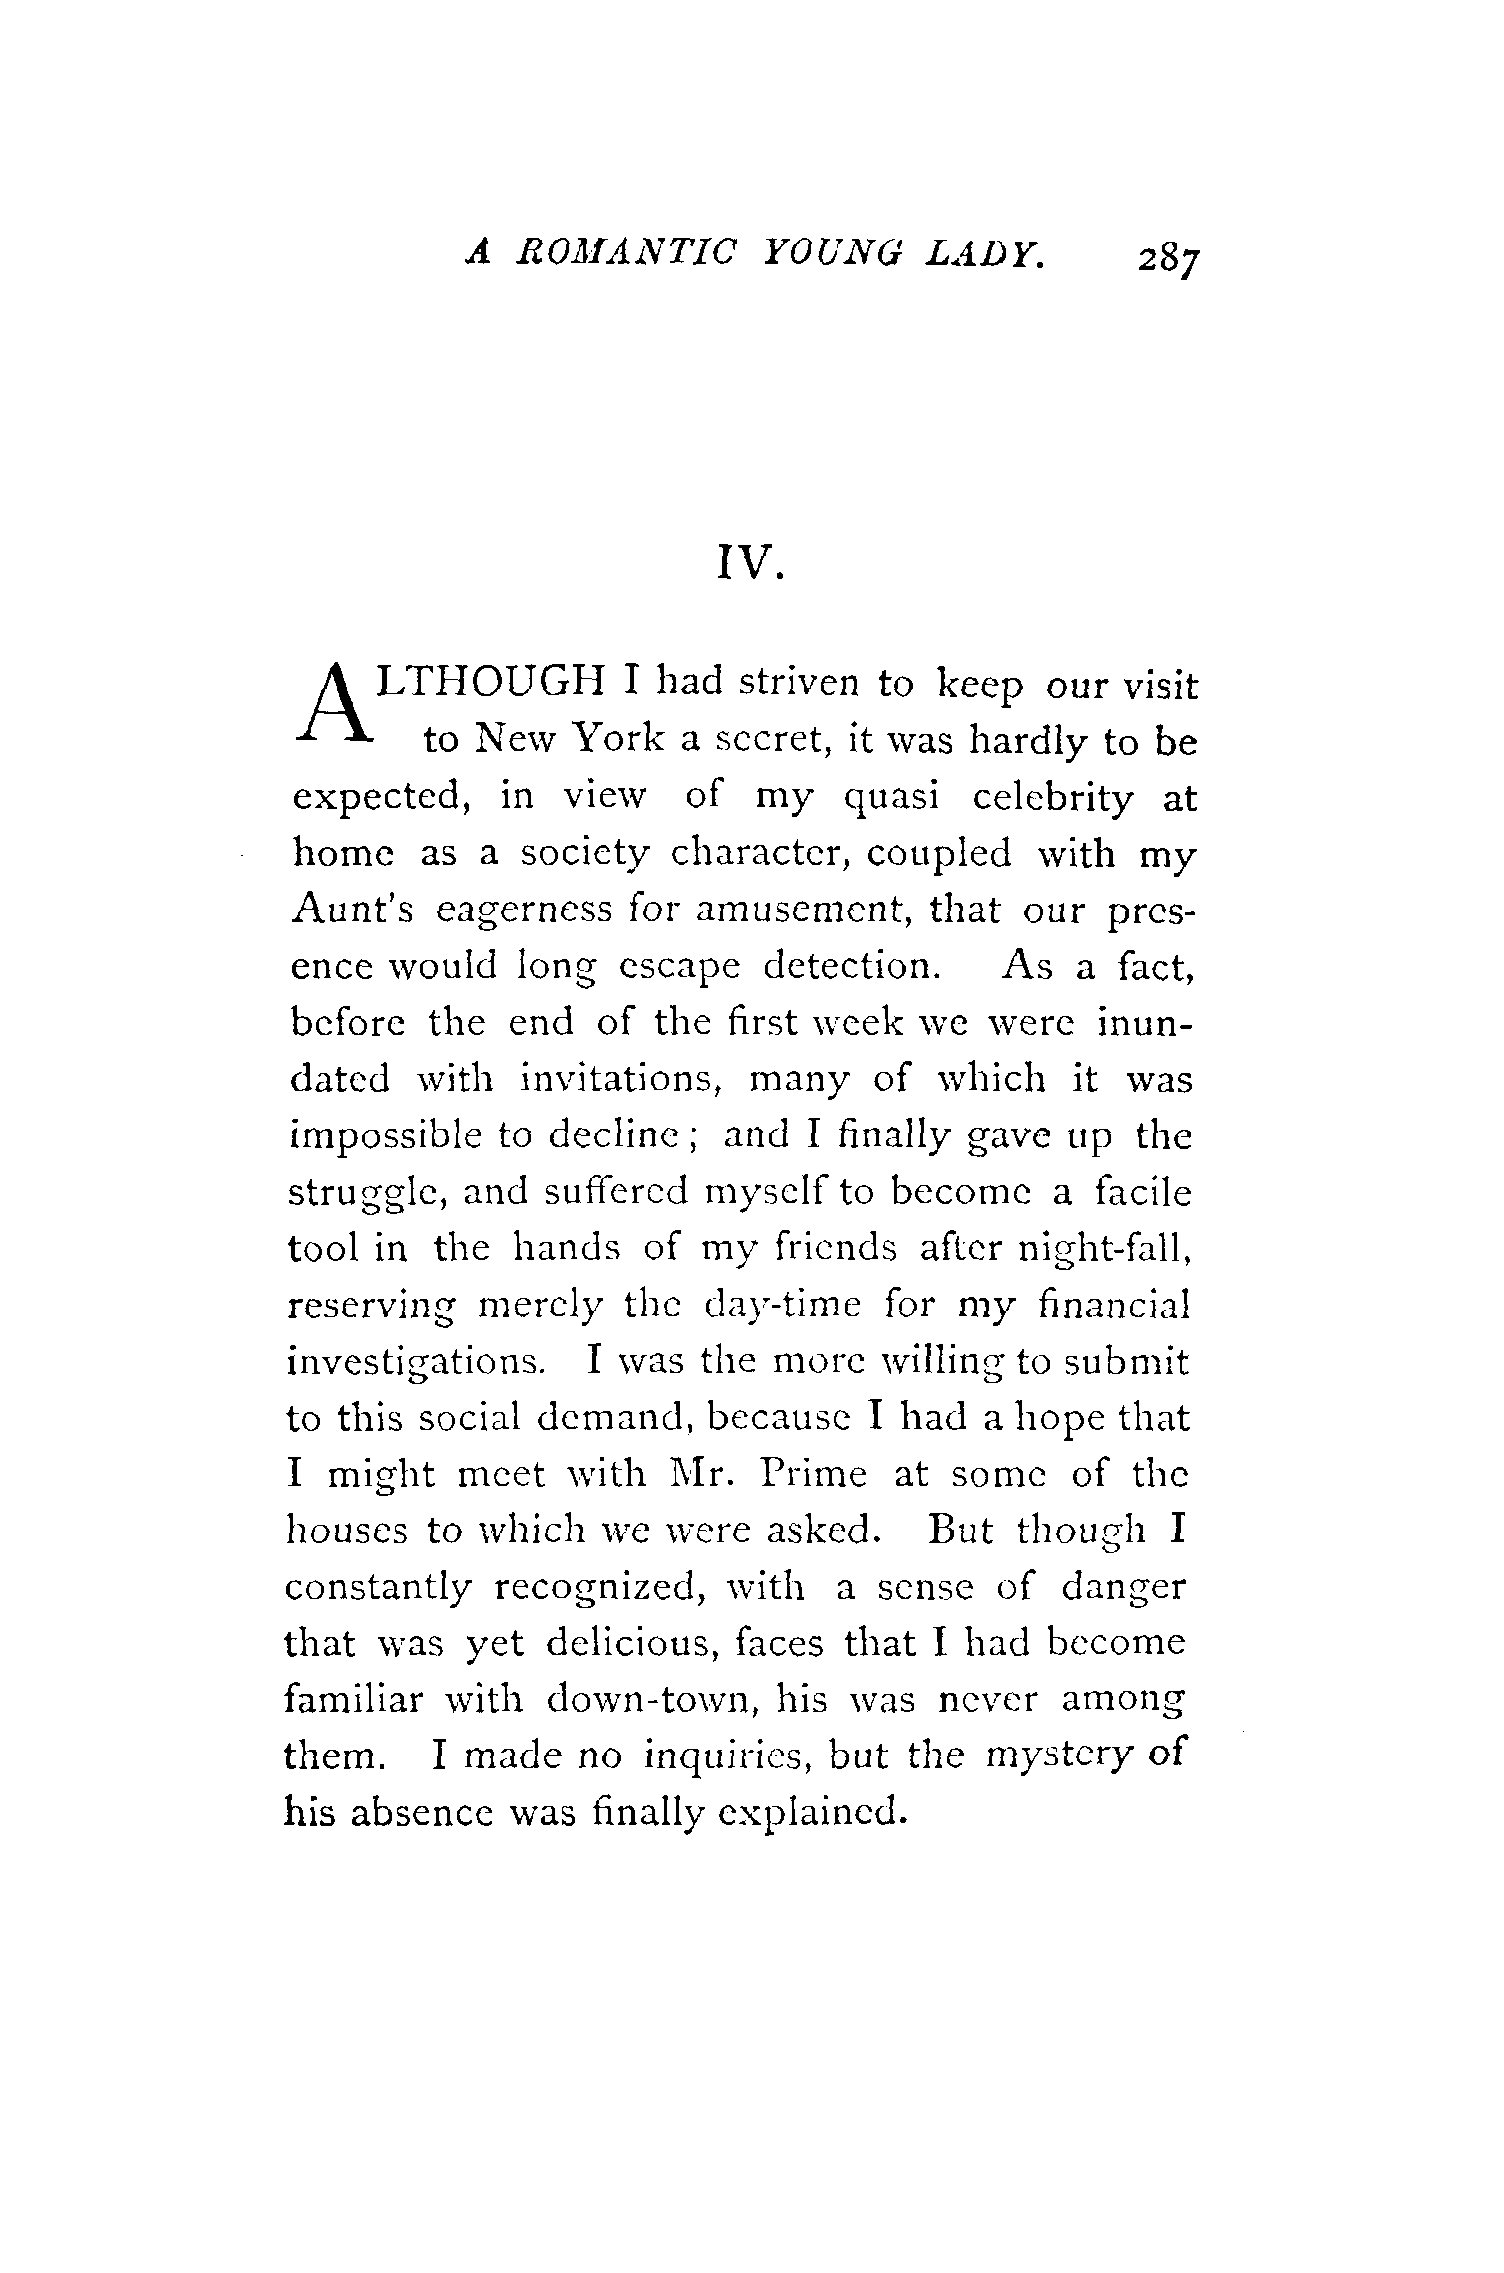 A ROMANTIC YOUNG LADY. 287
IV.
ALTHOUGH I had striven to keep our visit
to New York a secret, it was hardly to be
expected, in view of my quasi celebrity at
home as a society character, coupled with my
Aunt's eagerness for amusement, that our pres-
ence would long escape detection. As a fact,
before the end of the first week we were inun-
dated with invitations, many of which it was
impossible to decline; and I finally gave up the
struggle, and suffered myself to become a facile
tool in the hands of my friends after night-fall,
reserving merely the day-time for my financial
investigations. I was the more willing to submit
to this social demand, because I had a hope that
I might meet with Mr. Prime at some of the
houses to which we were asked. But though I
constantly recognized, with a sense of danger
that was yet delicious, faces that I had become
familiar with down-town, his was never among
them. I made no inquiries, but the mystery of
his absence was finally explained.